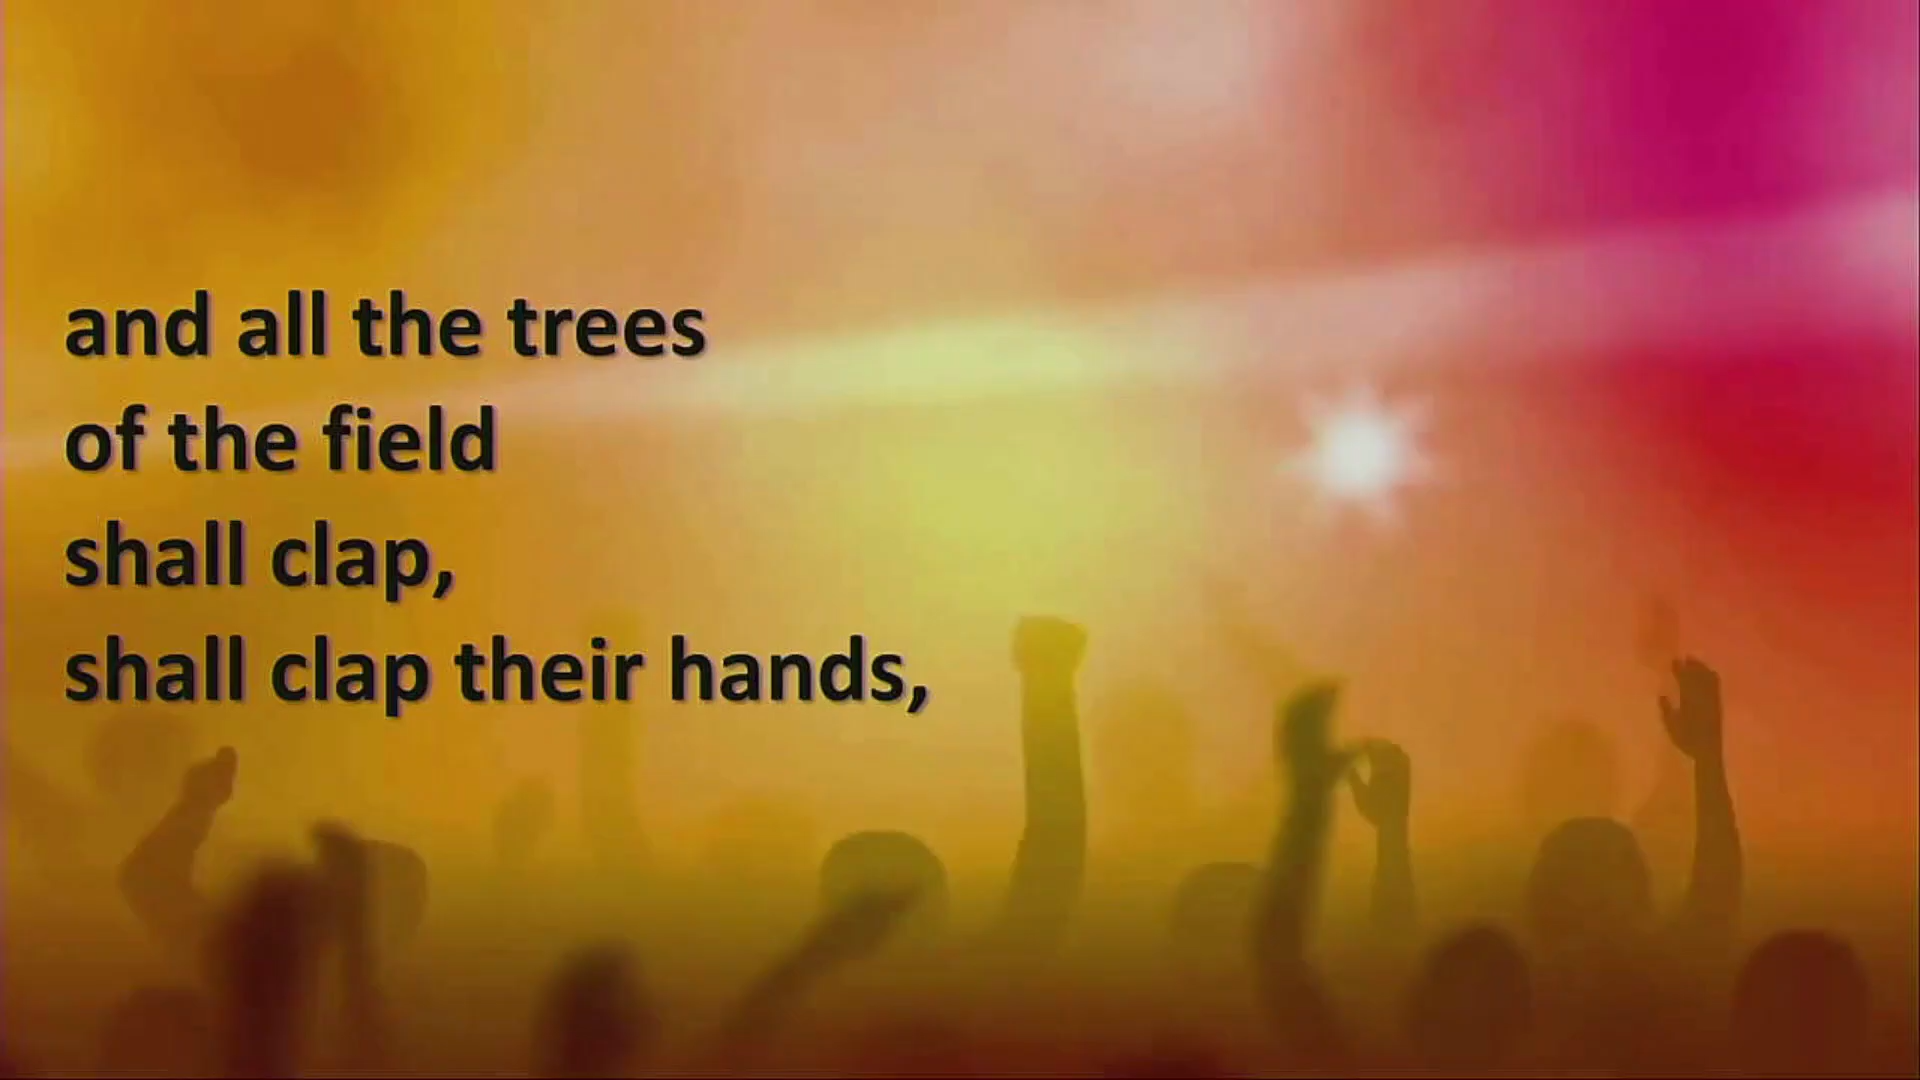 and all the trees
of the field
shall clap,
shall clap their hands,